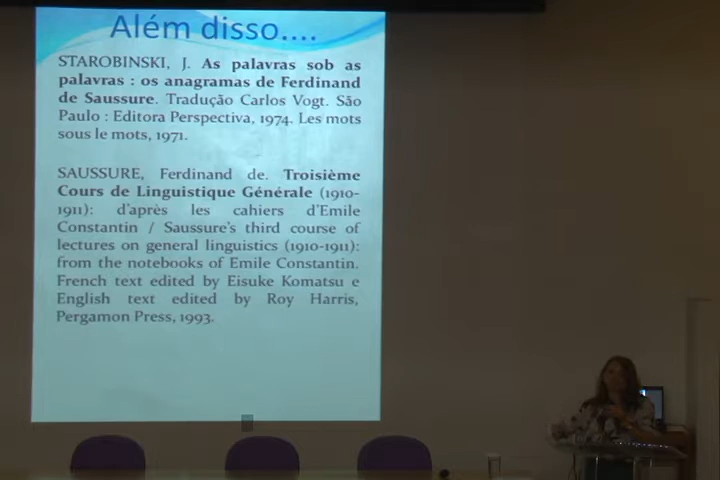 Além disso....
STAROBINSKI, J. As palavras sob as
palavras : os anagramas de Ferdinand
de Saussure. Tradução Carlos Vogt. São
Paulo : Editora Perspectiva, 1974. Les mots
sous le mots, 1971.
SAUSSURE, Ferdinand de. Troisième
Cours de Linguistique Générale (1910-
1911): d'après les cahiers d'Emile
Constantin / Saussure's third course of
lectures on general linguistics (1910-1911):
from the notebooks of Emile Constantin.
French text edited by Eisuke Komatsu e
English text edited by Roy Harris,
Pergamon Press, 1993.